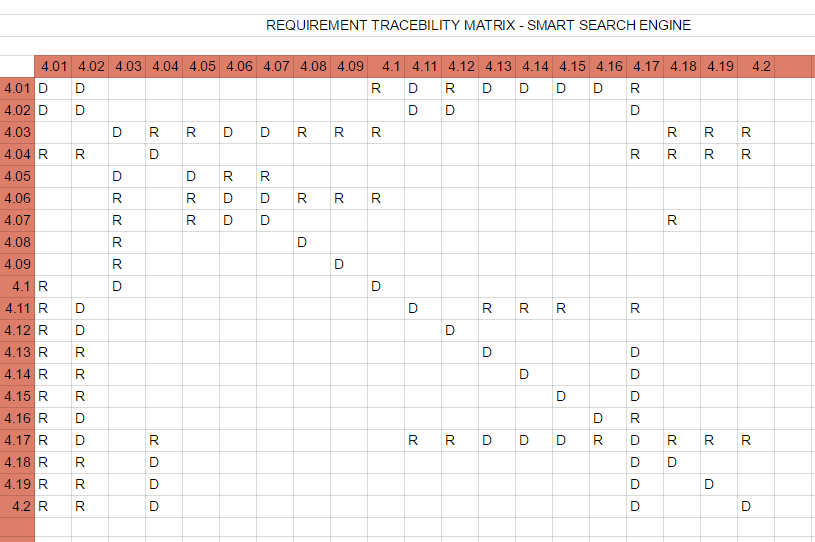 REQUIREMENT TRACEBILITY MATRIX - SMART SEARCH ENGINE
4.01 4.02 4.03 4.04 4.05 4.06 4.07 4.08 4.09 4.1 4.11 4.12 4.13 4.14 4.15 4.16 4.17 4.18 4.19 4.2
4.01 D D R D R D D D D R
4.02 D D D D D
4.03 D R R D D R R R R R R
4.04 R R D R R R R
4.05 D D R R
4.06 R R D D R R R
4.07 R R D D R
4.08 R D
4.09 R D
4.1 R D D
4.11 R D D R R R R
4.12 R D D
4.13 R R D D
4.14 R R D D
4.15 R R D D
4.16 R D D R
4.17 R D R R R D D D R D R R R
4.18 R R D D D
4.19 R R D D D
4.2 R R D D D